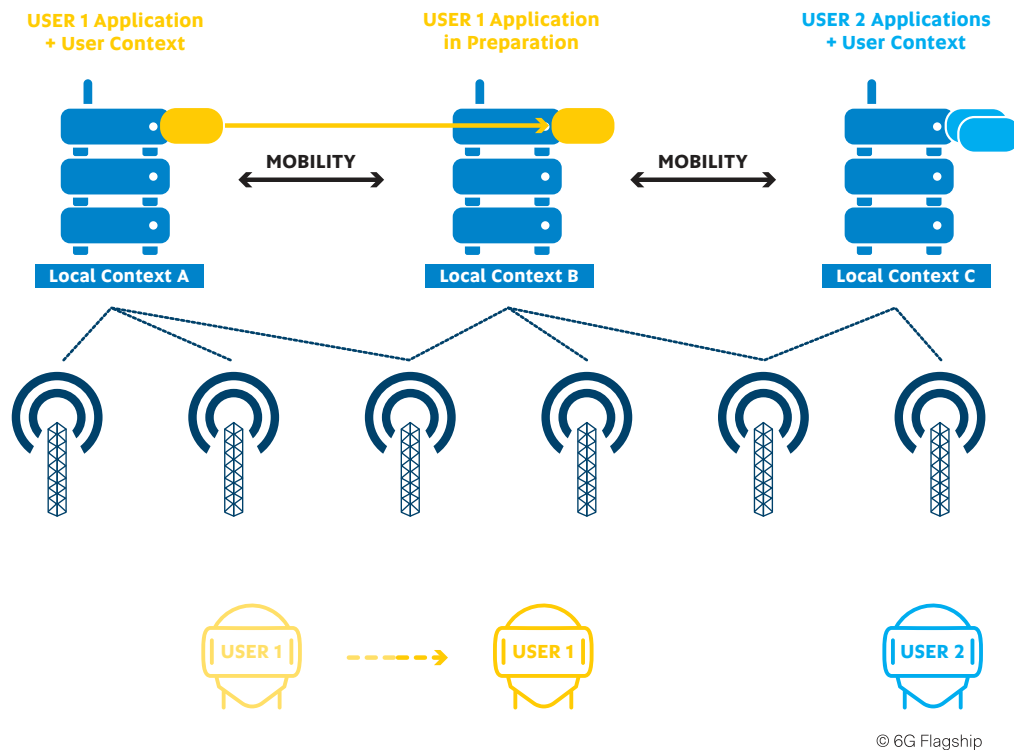 USER 1 Application
+ User Context
USER 1 Application
in Preparation
USER 2 Applications
+ User Context
MOBILITY
MOBILITY
Local Context A
Local Context B
Local Context C
USER 1
USER 1
USER 2
© 6G Flagship